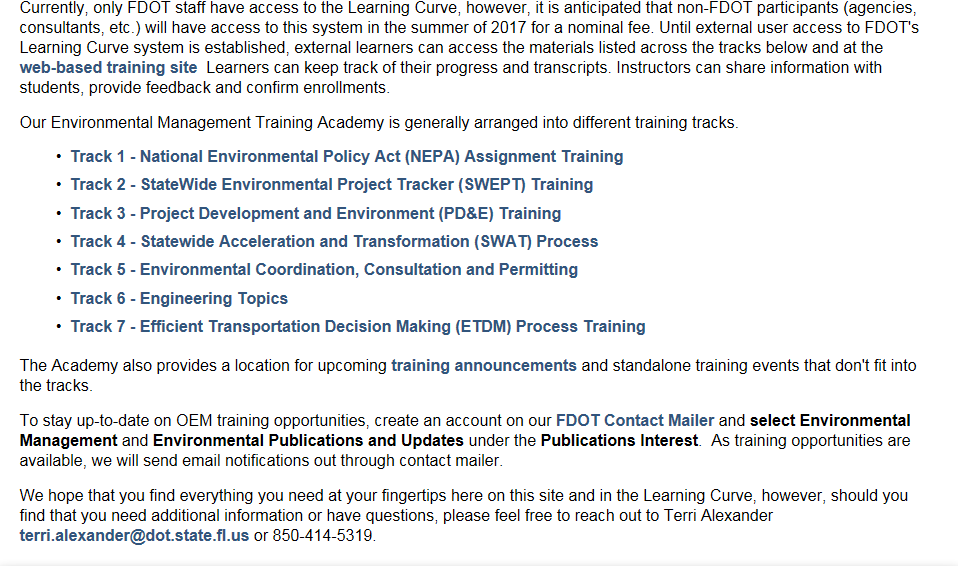 Currently, only FDOT staff have access to the Learning Curve, however, it is anticipated that non-FDOT participants (agencies,
consultants, etc.) will have access to this system in the summer of 2017 for a nominal fee. Until external user access to FDOT's
Learning Curve system is established, external learners can access the materials listed across the tracks below and at the
web-based training site Learners can keep track of their progress and transcripts. Instructors can share information with
students, provide feedback and confirm enrollments.
Our Environmental Management Training Academy is generally arranged into different training tracks.
• Track 1 - National Environmental Policy Act (NEPA) Assignment Training
• Track 2 - StateWide Environmental Project Tracker (SWEPT) Training
• Track 3 - Project Development and Environment (PD&E) Training
• Track 4 - Statewide Acceleration and Transformation (SWAT) Process
• Track 5 - Environmental Coordination, Consultation and Permitting
• Track 6 - Engineering Topics
• Track 7 - Efficient Transportation Decision Making (ETDM) Process Training
The Academy also provides a location for upcoming training announcements and standalone training events that don't fit into
the tracks.
To stay up-to-date on OEM training opportunities, create an account on our FDOT Contact Mailer and select Environmental
Management and Environmental Publications and Updates under the Publications Interest. As training opportunities are
available, we will send email notifications out through contact mailer.
We hope that you find everything you need at your fingertips here on this site and in the Learning Curve, however, should you
find that you need additional information or have questions, please feel free to reach out to Terri Alexander
terri.alexander@dot.state.fl.us or 850-414-5319.